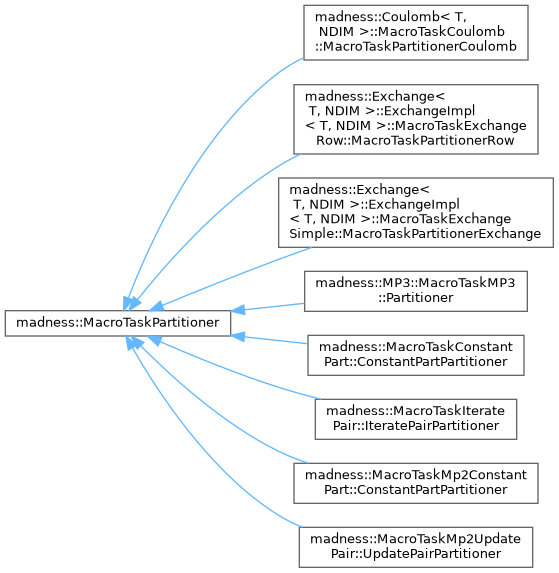 madness::Coulomb< T,
NDIM >::MacroTaskCoulomb
::MacroTaskPartitionerCoulomb
madness::Exchange<
T, NDIM >::ExchangeImpl
< T, NDIM >::MacroTaskExchange
Row::MacroTaskPartitionerRow
madness::Exchange<
T, NDIM >::ExchangeImpl
< T, NDIM >::MacroTaskExchange
Simple::MacroTaskPartitionerExchange
madness::MP3::MacroTaskMP3
::Partitioner
madness::MacroTaskPartitioner
madness::MacroTaskConstant
Part::ConstantPartPartitioner
madness::MacroTaskIterate
Pair::IteratePairPartitioner
madness::MacroTaskMp2Constant
Part::ConstantPartPartitioner
madness::MacroTaskMp2Update
Pair::UpdatePairPartitioner